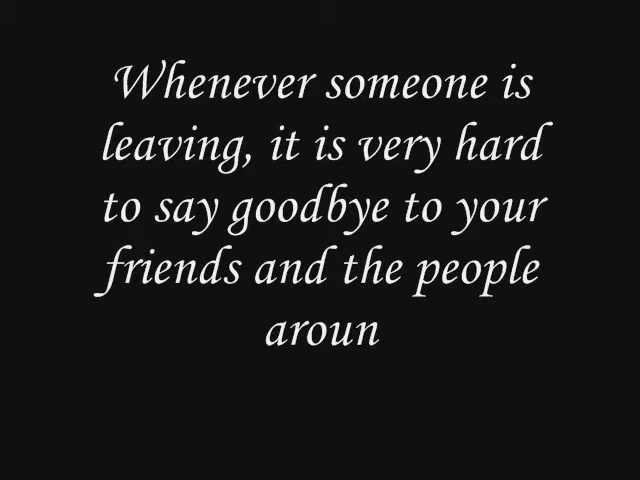 Whenever someone is
leaving, it is very hard
to say goodbye to your
friends and the people
aroun